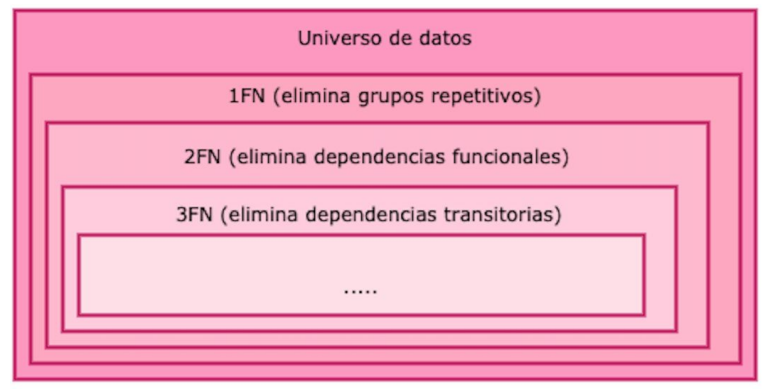 Universo de datos
1FN (elimina grupos repetitivos)
2FN (elimina dependencias funcionales)
3FN (elimina dependencias transitorias)
.....